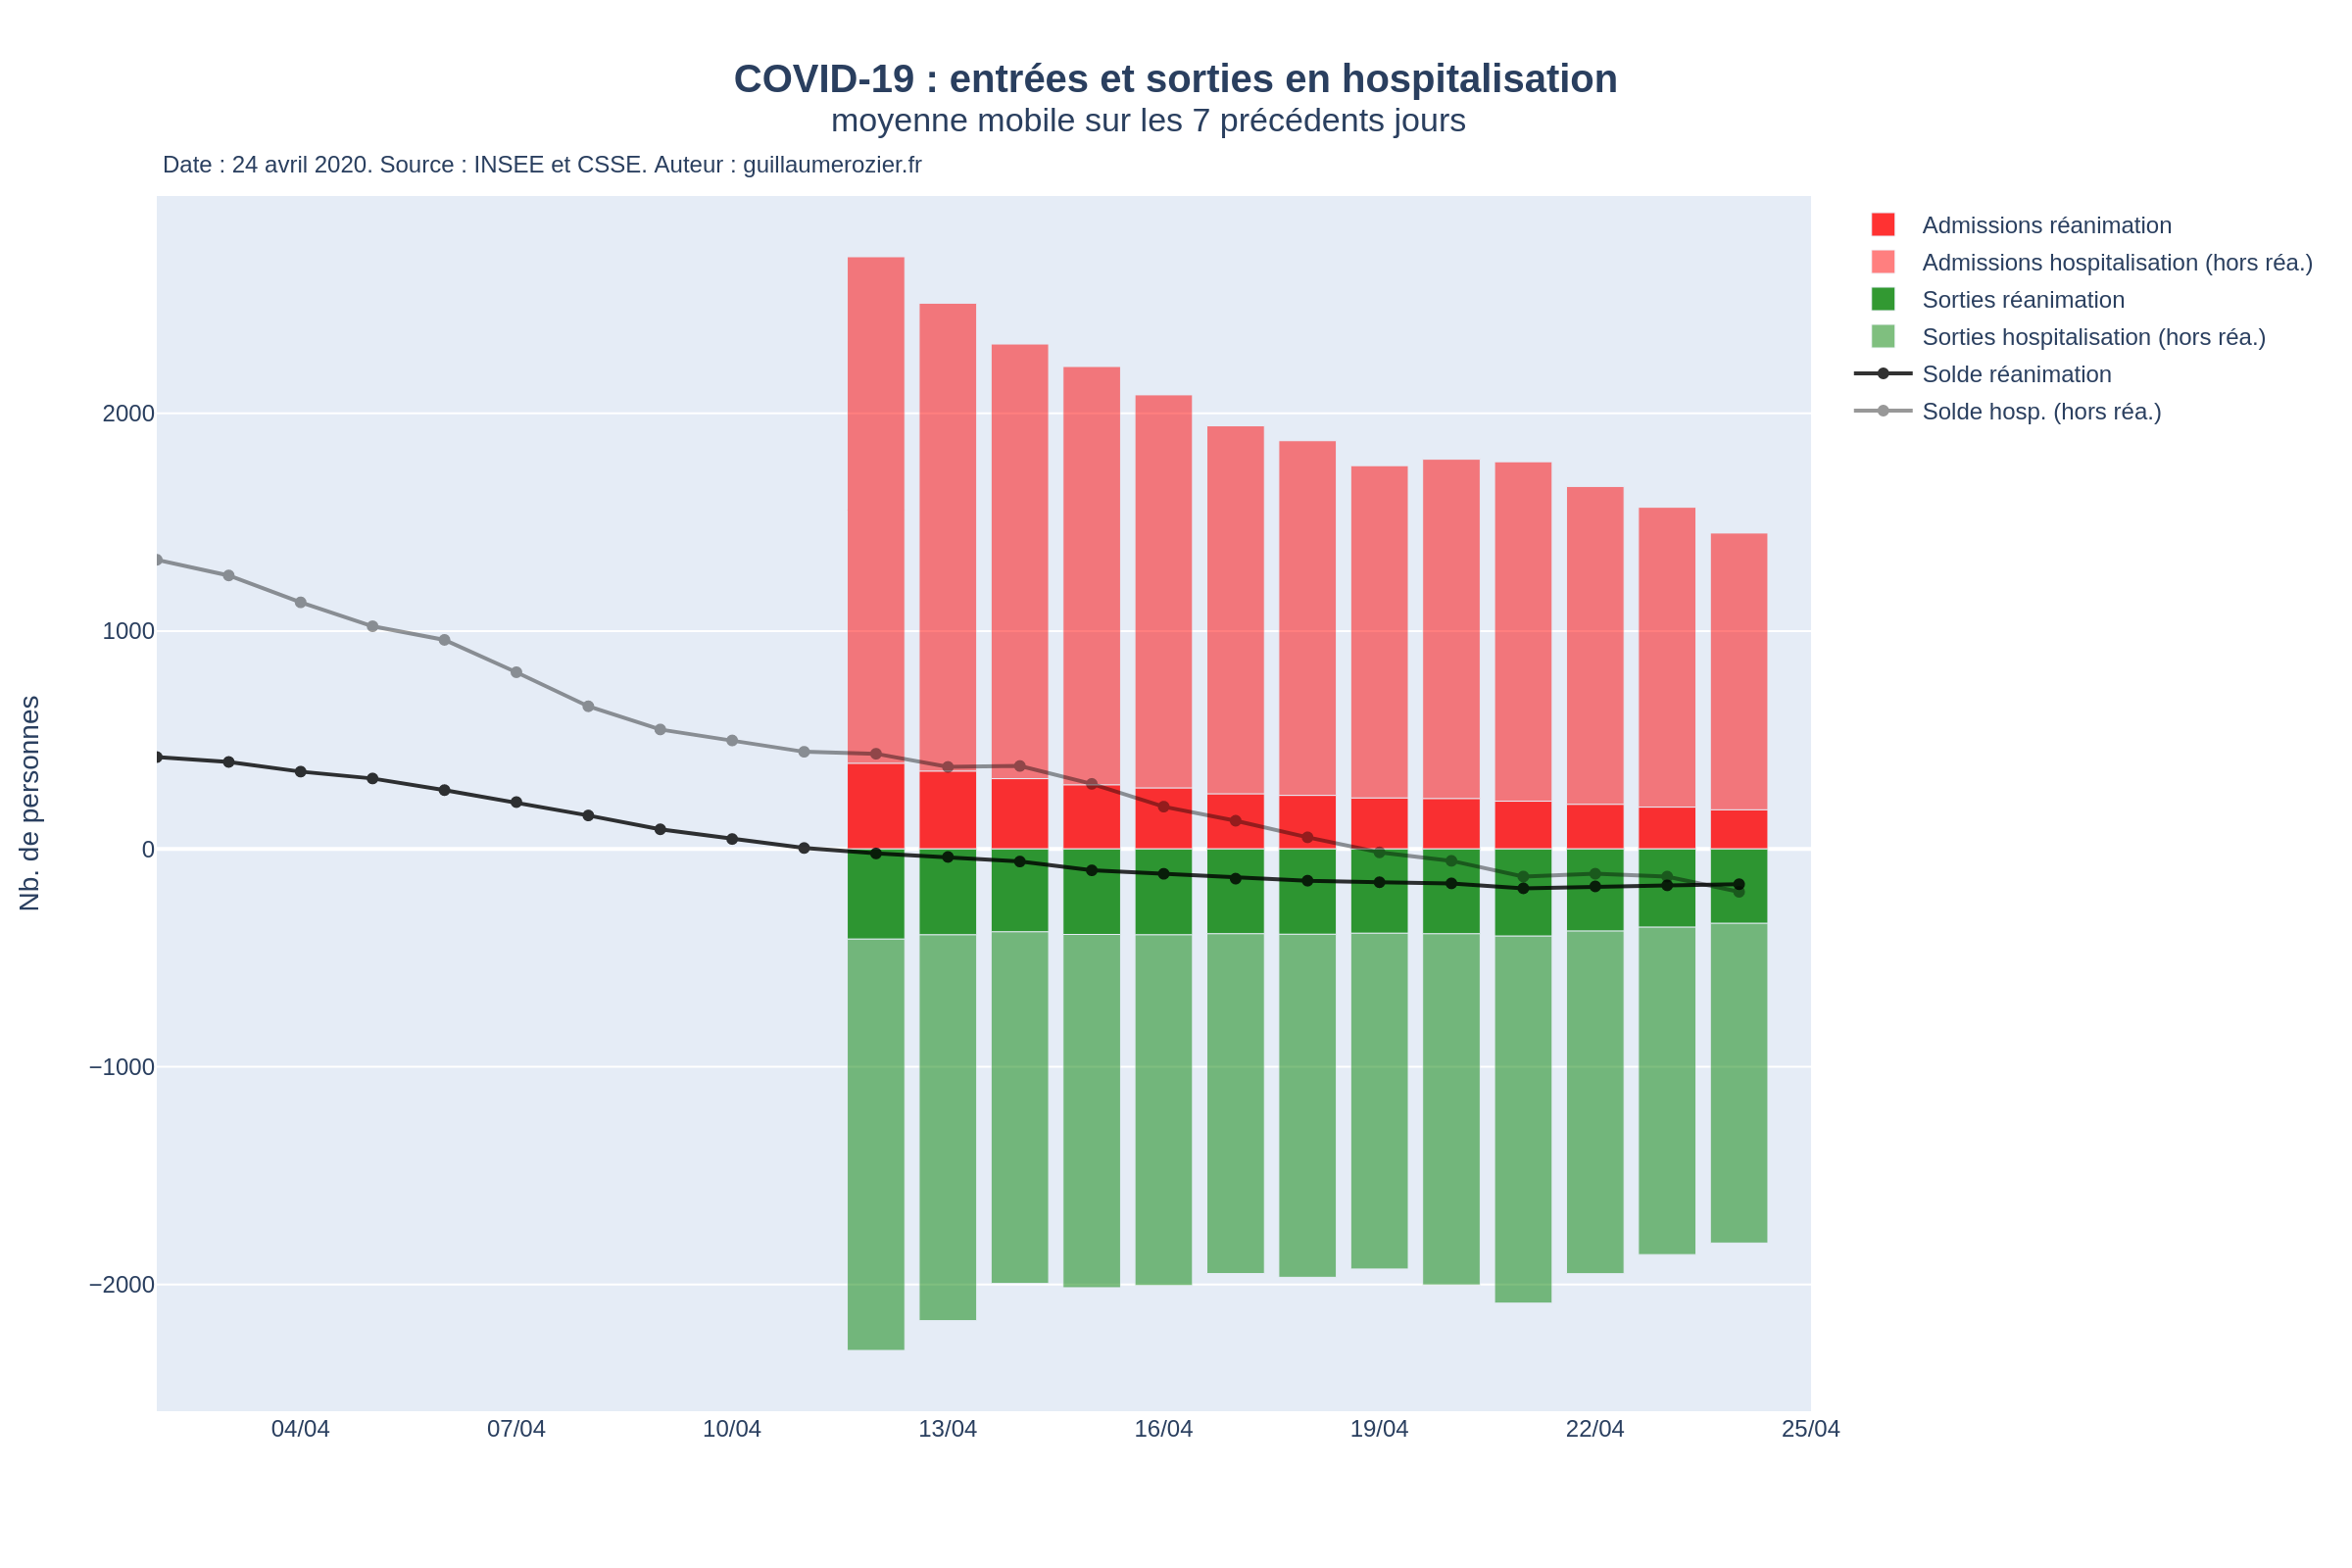 COVID-19 : entrées et sorties en hospitalisation
moyenne mobile sur les 7 précédents jours
Date : 24 avril 2020. Source : INSEE et CSSE. Auteur : guillaumerozier.fr
Admissions réanimation
Admissions hospitalisation (hors réa.)
Sorties réanimation
Sorties hospitalisation (hors réa.)
Solde réanimation
Solde hosp. (hors réa.)
Nb. de personnes
2000
1000
0
−1000
−2000
04/04
07/04
10/04
13/04
16/04
19/04
22/04
25/04